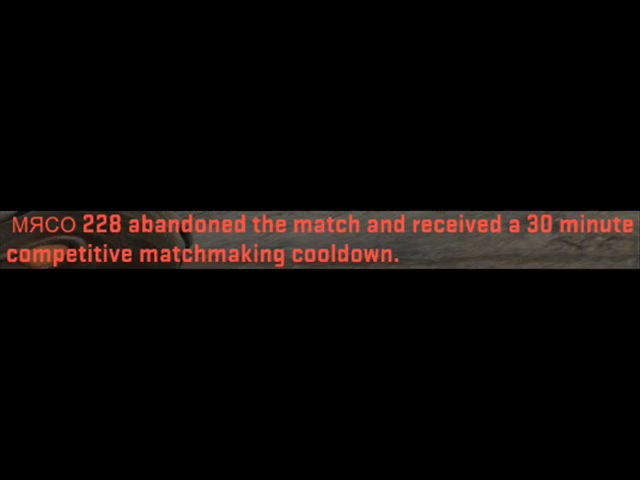 МЯСО 228 abandoned the match and received a 30 minute
competitive matchmaking cooldown.